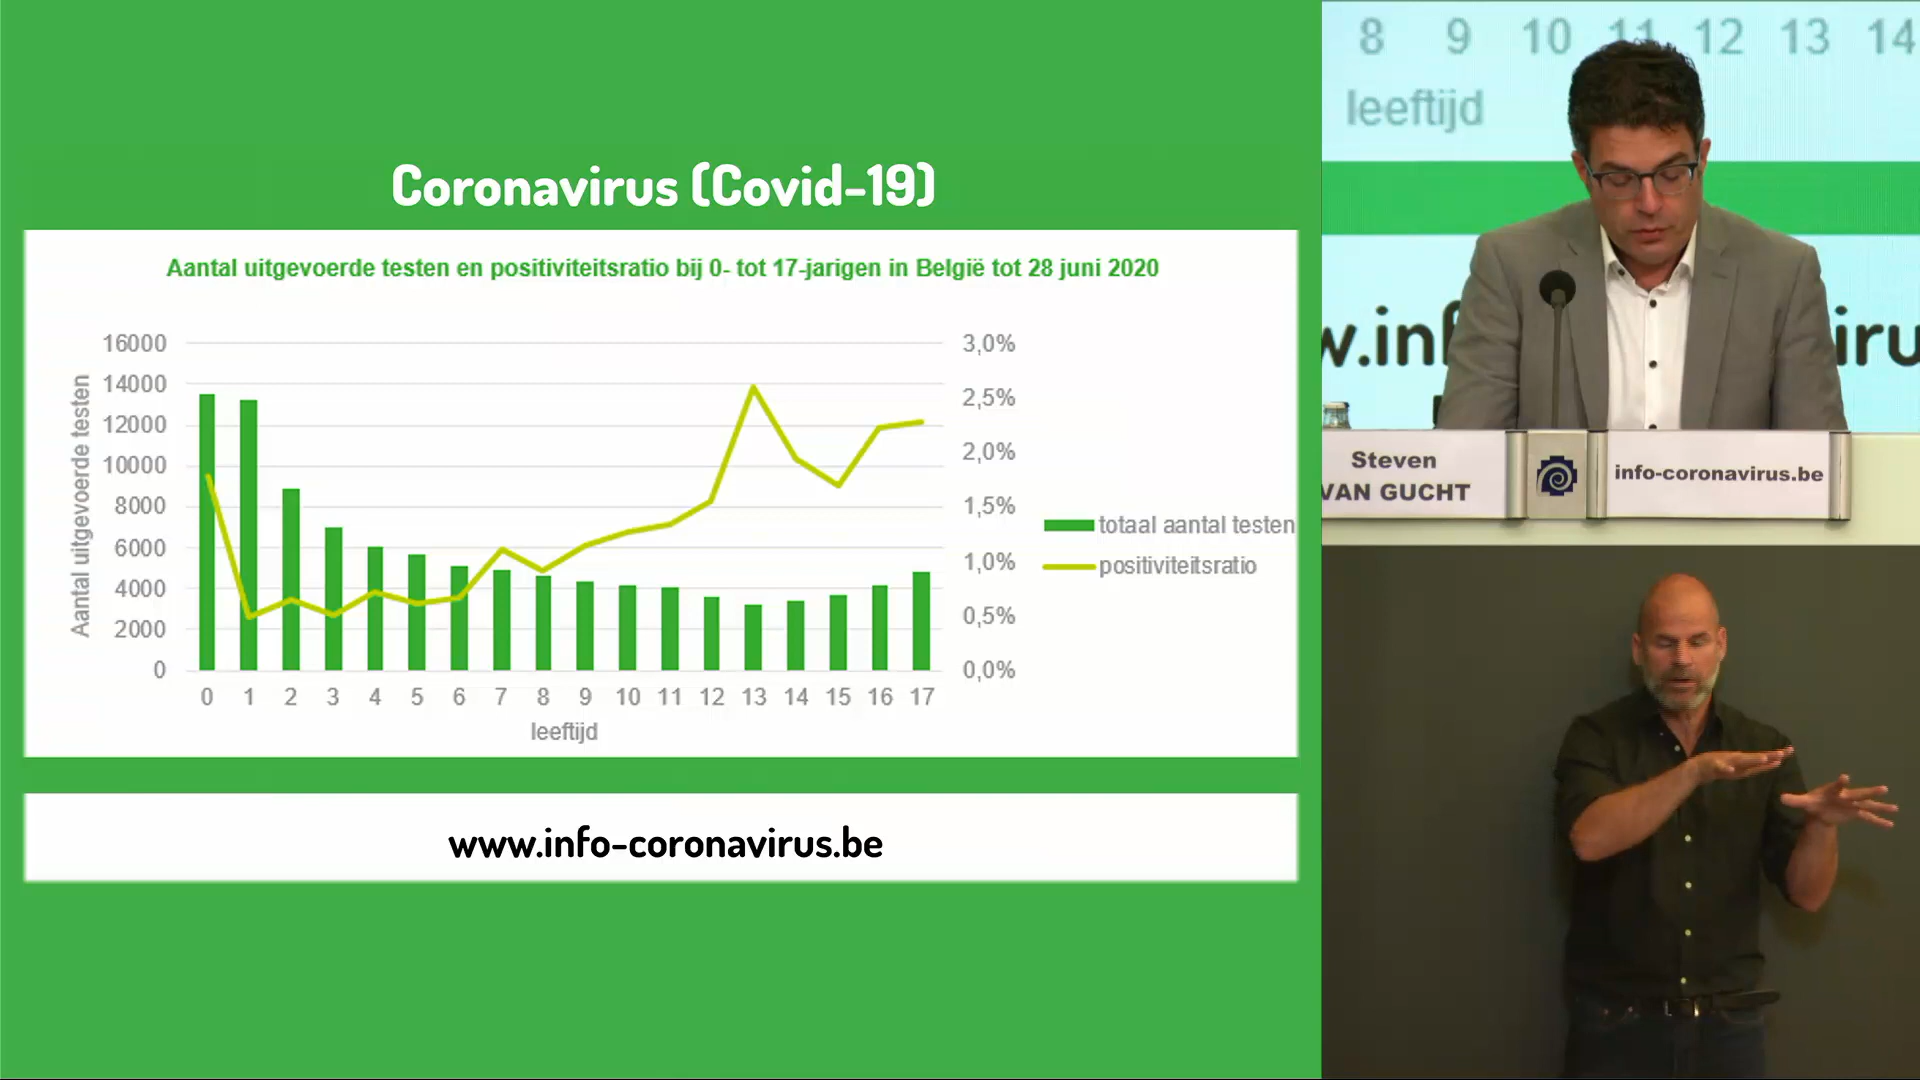 Coronavirus (Covid-19)
Aantal uitgevoerde testen en positiviteitsratio bij 0- tot 17-jarigen in België tot 28 juni 2020
Aantal uitgevoerde testen
16000
14000
12000
10000
8000
6000
4000
2000
0
3,0%
2,5%
2,0%
1,5%
1,0%
0,5%
0,0%
0 1 2 3 4 5 6 7 8 9 10 11 12 13 14 15 16 17
leeftijd
totaal aantal testen
positiviteitsratio
www.info-coronavirus.be
8 9 10 11 12 13 14
leeftijd
w.inf
iru
Steven
VAN GUCHT
info-coronavirus.be